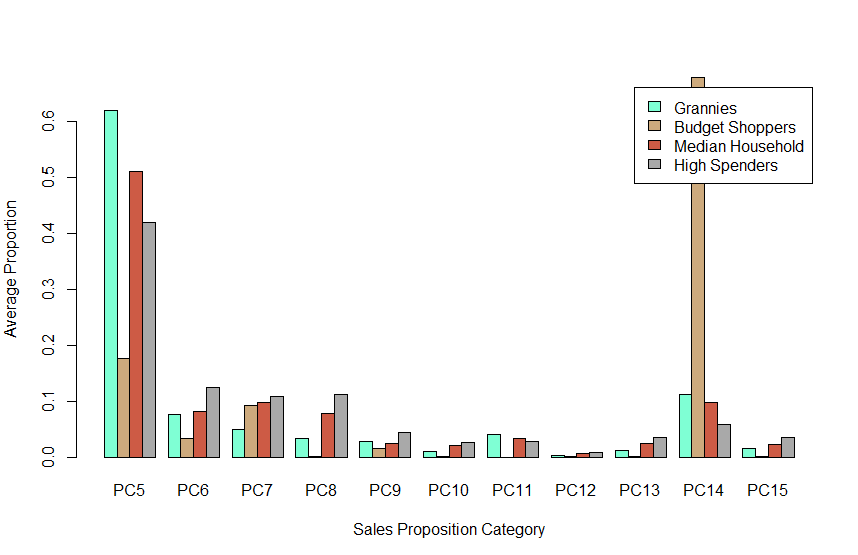 Grannies
Budget Shoppers
Median Household
High Spenders
Average Proportion
0.6
0.5
0.4
0.3
0.2
0.1
0.0
PC5 PC6 PC7 PC8 PC9 PC10 PC11 PC12 PC13 PC14 PC15
Sales Proposition Category